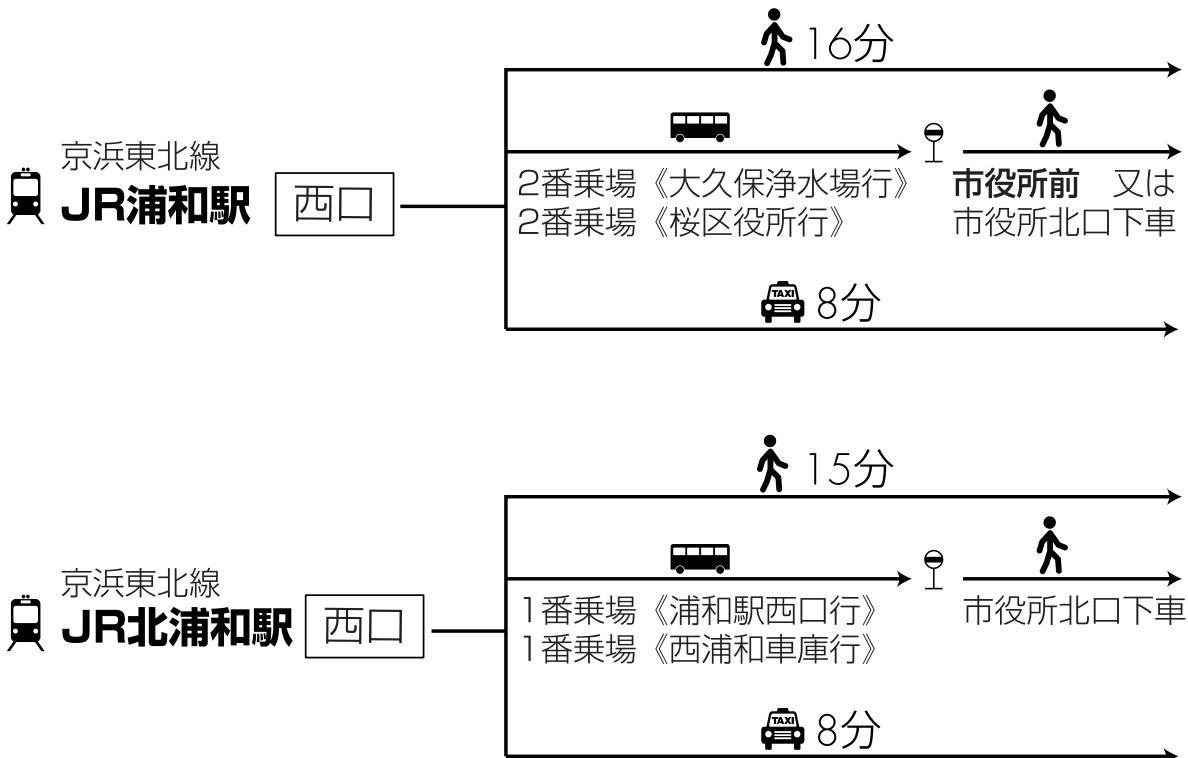 16分
京浜東北線
JR浦和駅 西口
2番乗場《大久保浄水場行》
2番乗場《桜区役所行》
市役所前 又は
市役所北口下車
TAXI 8分
15分
京浜東北線
JR北浦和駅 西口
1番乗場《浦和駅西口行》
1番乗場《西浦和車庫行》
市役所北口下車
TAXI 8分